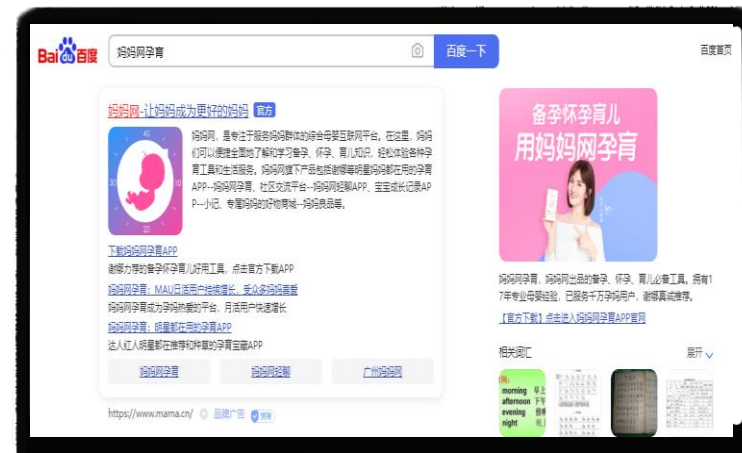 Bai du 百度
妈妈网孕育
百度一下
百度首页
妈妈网-让妈妈成为更好的妈妈 官方
妈妈网，是专注于服务妈妈群体的综合母婴互联网平台。在这里，妈妈
们可以便捷全面地了解和学习备孕、怀孕、育儿知识，轻松体验各种孕
育工具和生活服务。妈妈网旗下产品包括谢娜等明星妈妈都在用的孕育
APP--妈妈网孕育、社区交流平台--妈妈网轻聊APP、宝宝成长记录AP
P--小记、专属妈妈的好物商城--妈妈良品等。
下载妈妈网孕育APP
谢娜力荐的备孕怀孕育儿好用工具，点击官方下载APP
妈妈网孕育：MAU日活用户持续增长，受众多妈妈喜爱
妈妈网孕育成为孕妈热爱的平台，月活用户快速增长
妈妈网孕育：明星都在用的孕育APP
达人红人明星都在推荐和种草的孕育宝藏APP
妈妈网孕育
妈妈网轻聊
广州妈妈网
https://www.mama.cn/ 品牌广告
备孕怀孕育儿
用妈妈网孕育
妈妈网孕育，妈妈网出品的备孕、怀孕、育儿必备工具。拥有1
7年专业母婴经验，已服务千万孕妈用户，谢娜真诚推荐。
【官方下载】点击进入妈妈网孕育APP官网
相关词汇
展开
morning 早上
afternoon 下午
evening
night 晚上